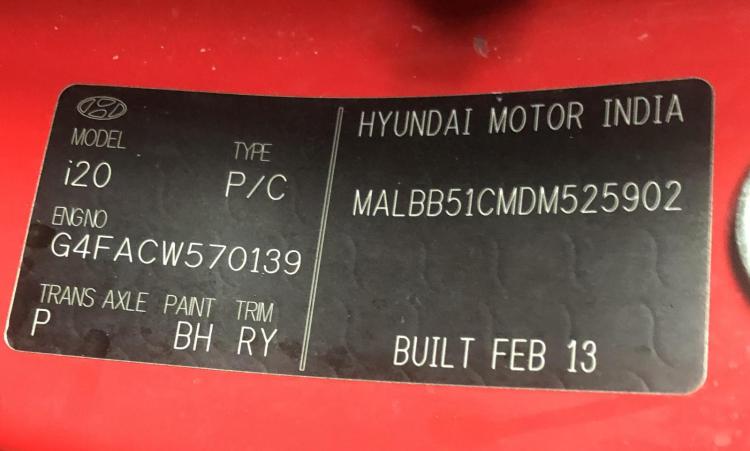 MODEL TYPE
i20 P/C
ENGNO
G4FACW570139
TRANS AXLE PAINT TRIM
P BH RY
HYUNDAI MOTOR INDIA
MALBB51CMDM525902
BUILT FEB 13